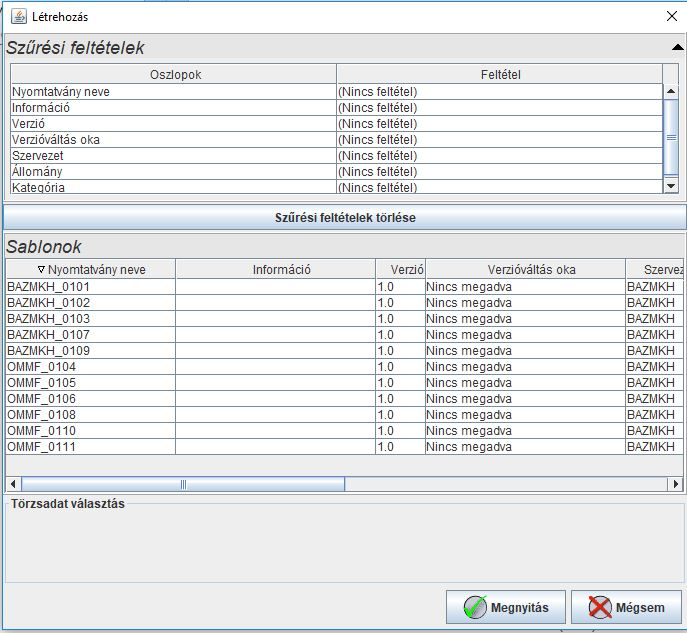 Létrehozás
Szűrési feltételek
Oszlopok Feltétel
Nyomtatvány neve (Nincs feltétel)
Információ (Nincs feltétel)
Verzió (Nincs feltétel)
Verzióváltás oka (Nincs feltétel)
Szervezet (Nincs feltétel)
Állomány (Nincs feltétel)
Kategória (Nincs feltétel)
Szűrési feltételek törlése
Sablonok
Nyomtatvány neve Információ Verzió Verzióváltás oka Szervez
BAZMKH_0101 1.0 Nincs megadva BAZMKH
BAZMKH_0102 1.0 Nincs megadva BAZMKH
BAZMKH_0103 1.0 Nincs megadva BAZMKH
BAZMKH_0107 1.0 Nincs megadva BAZMKH
BAZMKH_0109 1.0 Nincs megadva BAZMKH
OMMF_0104 1.0 Nincs megadva BAZMKH
OMMF_0105 1.0 Nincs megadva BAZMKH
OMMF_0106 1.0 Nincs megadva BAZMKH
OMMF_0108 1.0 Nincs megadva BAZMKH
OMMF_0110 1.0 Nincs megadva BAZMKH
OMMF_0111 1.0 Nincs megadva BAZMKH
Törzsadat választás
Megnyitás Mégsem